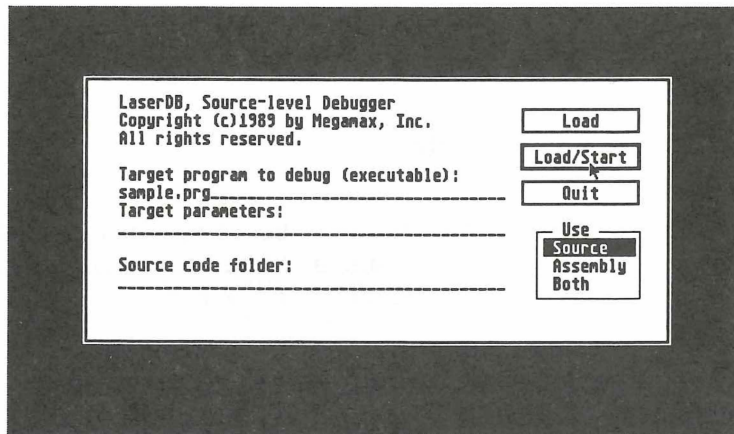 LaserDB, Source-level Debugger
Copyright (c)1989 by Megamax, Inc.
All rights reserved.
Target program to debug (executable):
sample.prg
Target parameters:
Source code folder:
Load
Load/Start
Quit
Use
Source
Assembly
Both